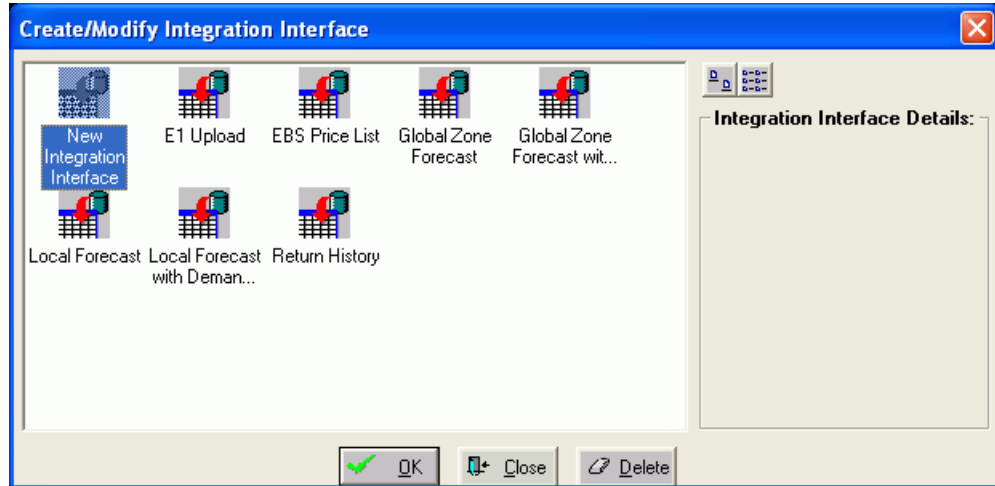 Create/Modify Integration Interface
New
Integration
Interface
E1 Upload
EBS Price List
Global Zone
Forecast
Global Zone
Forecast wit...
Local Forecast
Local Forecast
with Deman...
Return History
Integration Interface Details:
OK
Close
Delete